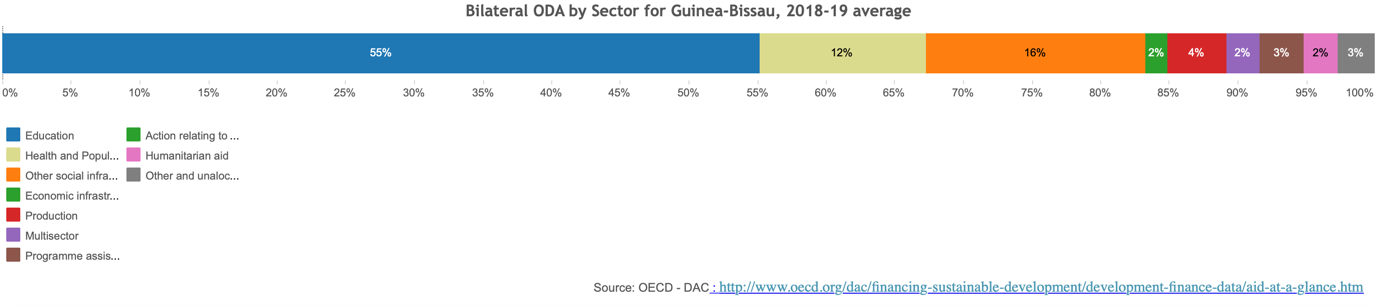 Bilateral ODA by Sector for Guinea-Bissau, 2018-19 average
55% 12% 16% 2% 4% 2% 3% 2% 3%
0% 5% 10% 15% 20% 25% 30% 35% 40% 45% 50% 55% 60% 65% 70% 75% 80% 85% 90% 95% 100%
Education
Health and Popul...
Other social infra...
Economic infrastr...
Production
Multisector
Programme assis...
Action relating to ...
Humanitarian aid
Other and unaloc...
Source: OECD - DAC : http://www.oecd.org/dac/financing-sustainable-development/development-finance-data/aid-at-a-glance.htm